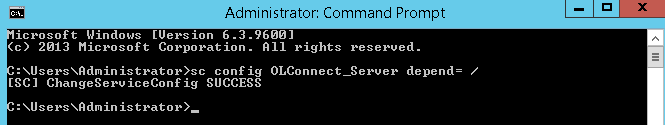 Administrator: Command Prompt
Microsoft Windows [Version 6.3.9600]
(c) 2013 Microsoft Corporation. All rights reserved.
C:\Users\Administrator>sc config OLConnect_Server depend= /
[SC] ChangeServiceConfig SUCCESS
C:\Users\Administrator>_